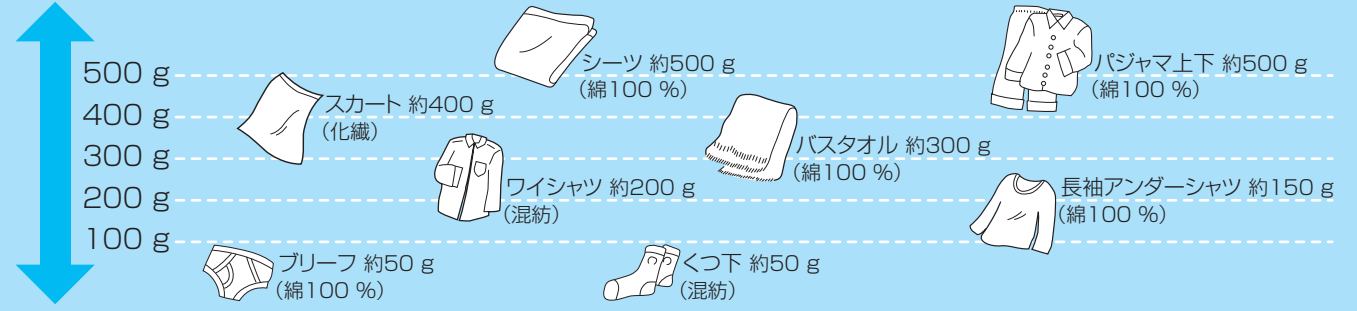 500 g
400 g
300 g
200 g
100 g
シーツ 約500 g
(綿100 %)
パジャマ上下 約500 g
(綿100 %)
スカート 約400 g
(化繊)
バスタオル 約300 g
(綿100 %)
ワイシャツ 約200 g
(混紡)
長袖アンダーシャツ 約150 g
(綿100 %)
ブリーフ 約50 g
(綿100 %)
くつ下 約50 g
(混紡)